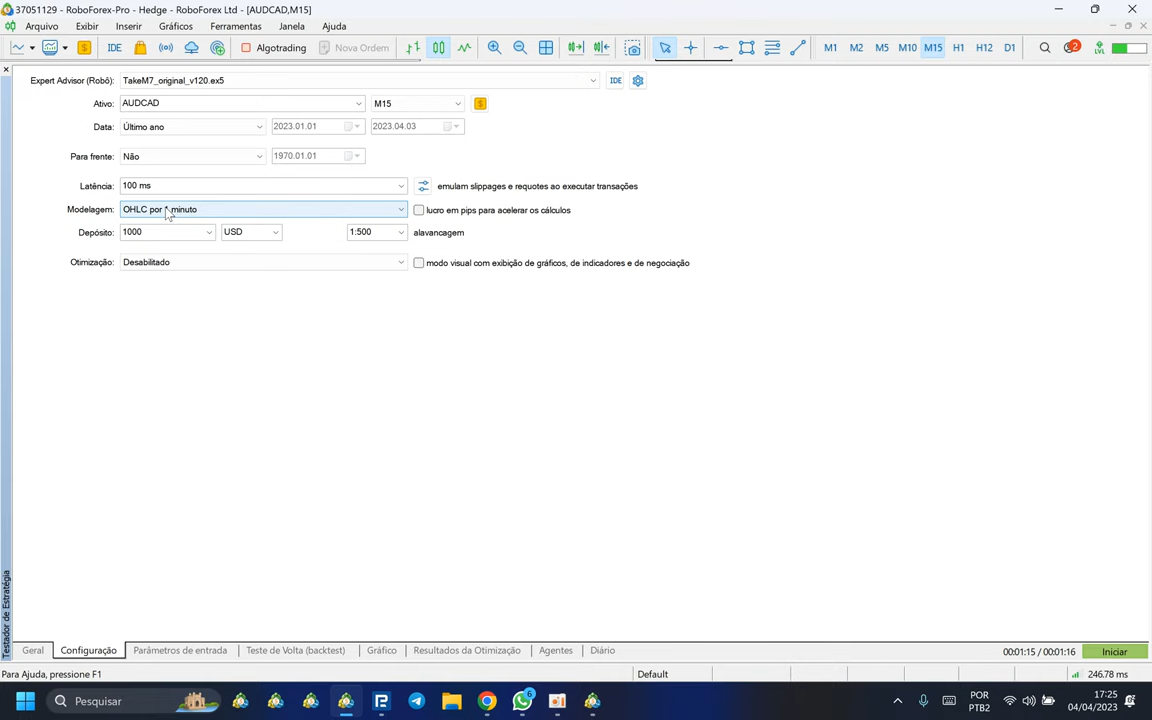 37051129 - RoboForex-Pro - Hedge - RoboForex Ltd - [AUDCAD,M15]
Arquivo Exibir Inserir Gráficos Ferramentas Janela Ajuda
IDE Algotrading Nova Ordem M1 M2 M5 M10 M15 H1 H12 D1 2 LVL
Expert Advisor (Robô): TakeM7_original_v120.ex5 IDE
Ativo: AUDCAD M15
Data: Último ano 2023.01.01 2023.04.03
Para frente: Não 1970.01.01
Latência: 100 ms emulam slippages e requotes ao executar transações
Modelagem: OHLC por 1 minuto lucro em pips para acelerar os cálculos
Depósito: 1000 USD 1:500 alavancagem
Otimização: Desabilitado modo visual com exibição de gráficos, de indicadores e de negociação
Testador de Estratégia
Geral Configuração Parâmetros de entrada Teste de Volta (backtest) Gráfico Resultados da Otimização Agentes Diário 00:01:15 / 00:01:16 Iniciar
Para Ajuda, pressione F1 Default 246.78 ms
Pesquisar 6 POR PTB2 17:25 04/04/2023